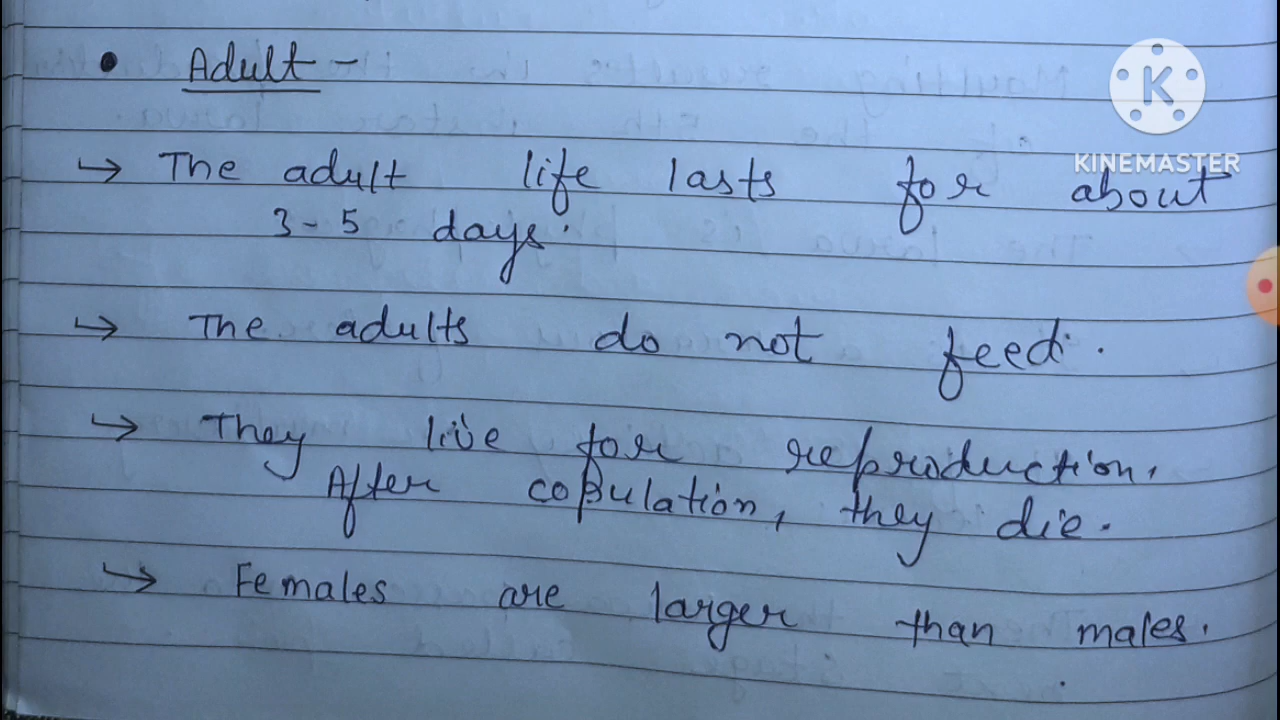 • Adult -
→ The adult life lasts for about
3-5 days.
→ The adults do not feed.
→ They live for reproduction,
After copulation, they die.
→ Females are larger than males.
K
KINEMASTER